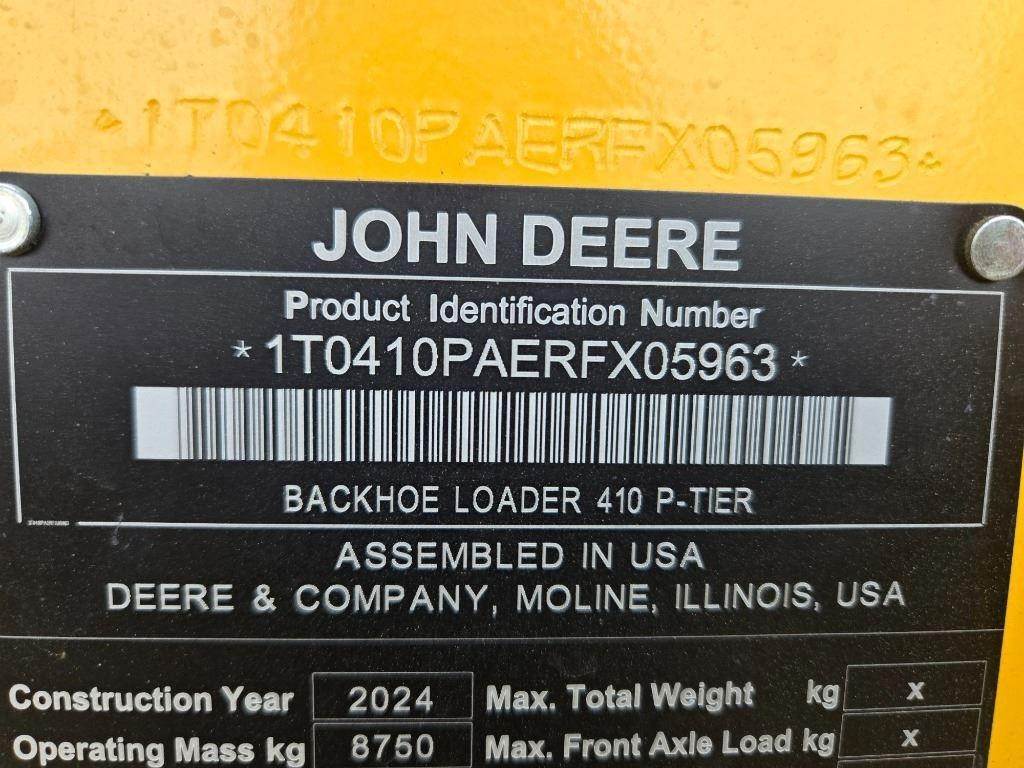 *1T0410PAERFX05963*
JOHN DEERE
Product Identification Number
*1T0410PAERFX05963*
BACKHOE LOADER 410 P-TIER
ASSEMBLED IN USA
DEERE & COMPANY, MOLINE, ILLINOIS, USA
Construction Year 2024 Max. Total Weight kg X
Operating Mass kg 8750 Max. Front Axle Load kg X